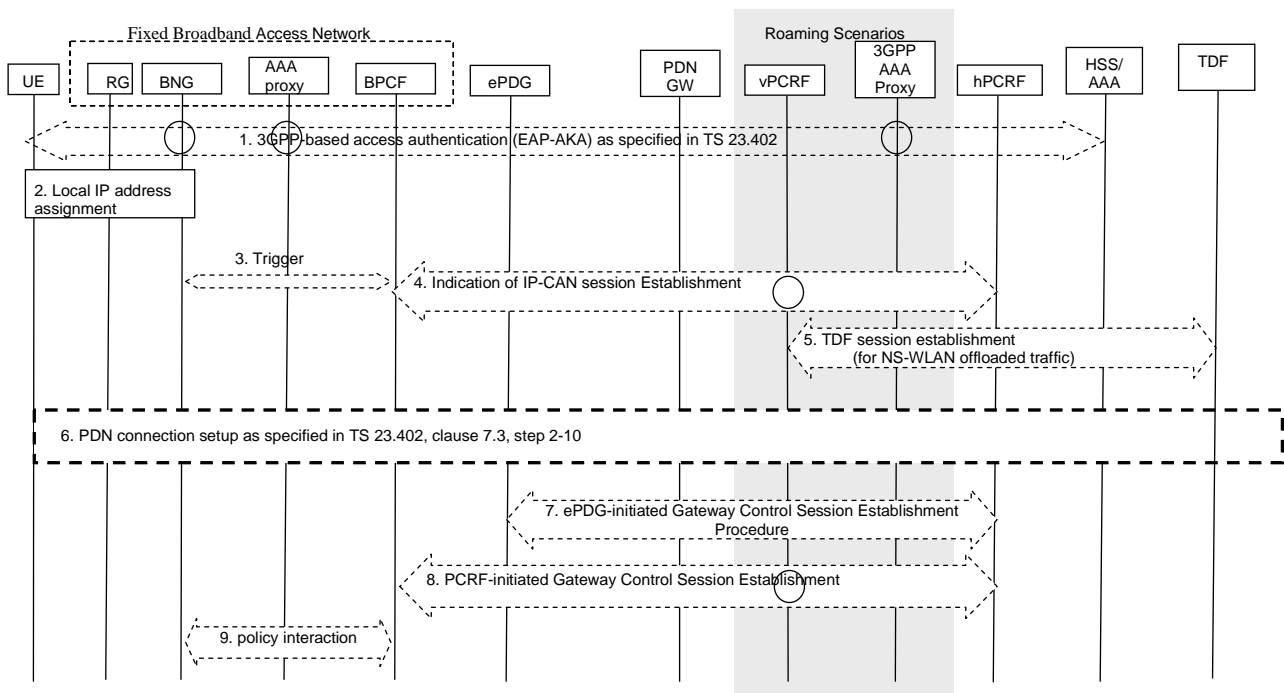 Fixed Broadband Access Network
Roaming Scenarios
UE
RG
BNG
AAA
proxy
BPCF
ePDG
PDN
GW
vPCRF
3GPP
AAA
Proxy
hPCRF
HSS/
AAA
TDF
1. 3GPP-based access authentication (EAP-AKA) as specified in TS 23.402
2. Local IP address
assignment
3. Trigger
4. Indication of IP-CAN session Establishment
5. TDF session establishment
(for NS-WLAN offloaded traffic)
6. PDN connection setup as specified in TS 23.402, clause 7.3, step 2-10
7. ePDG-initiated Gateway Control Session Establishment
Procedure
8. PCRF-initiated Gateway Control Session Establishment
9. policy interaction